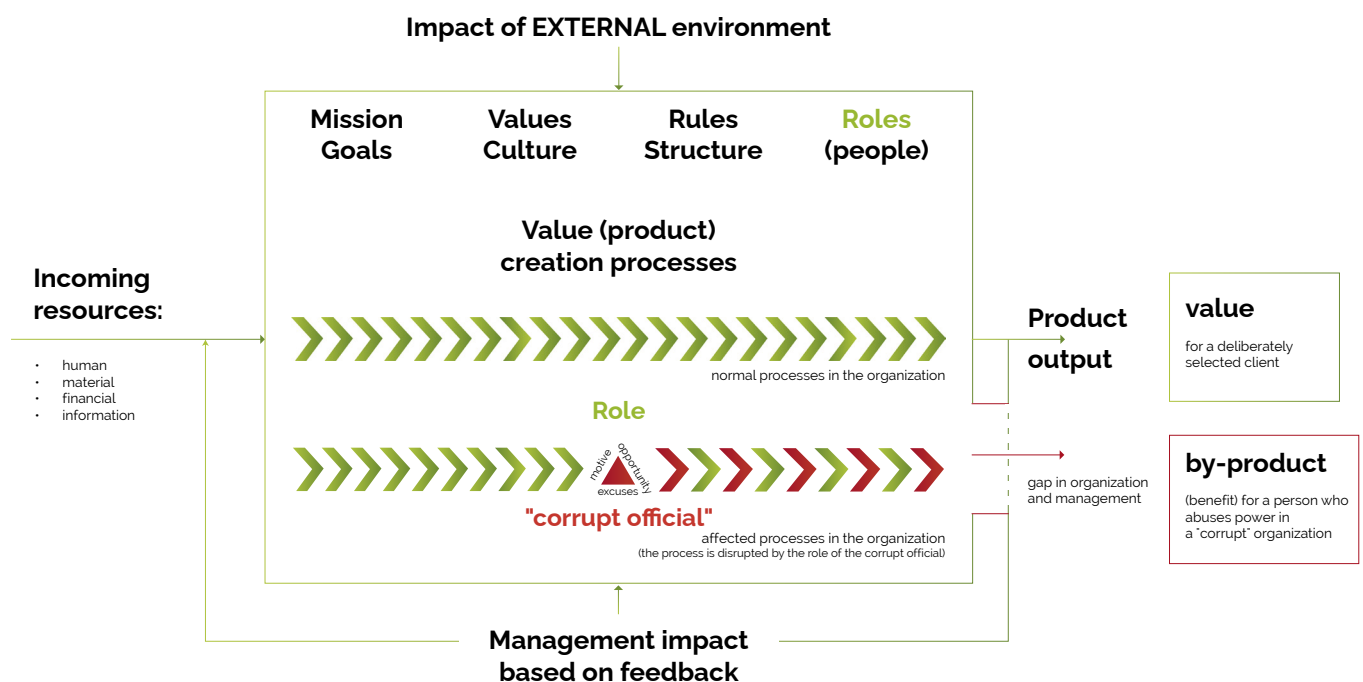 Impact of EXTERNAL environment
Mission
Goals
Values
Culture
Rules
Structure
Roles
(people)
Value (product)
creation processes
Incoming
resources:
• human
• material
• financial
• information
normal processes in the organization
Product
output
value
for a deliberately
selected client
Role
motive
opportunity
excuses
"corrupt official"
affected processes in the organization
(the process is disrupted by the role of the corrupt official)
gap in organization
and management
by-product
(benefit) for a person who
abuses power in
a "corrupt" organization
Management impact
based on feedback